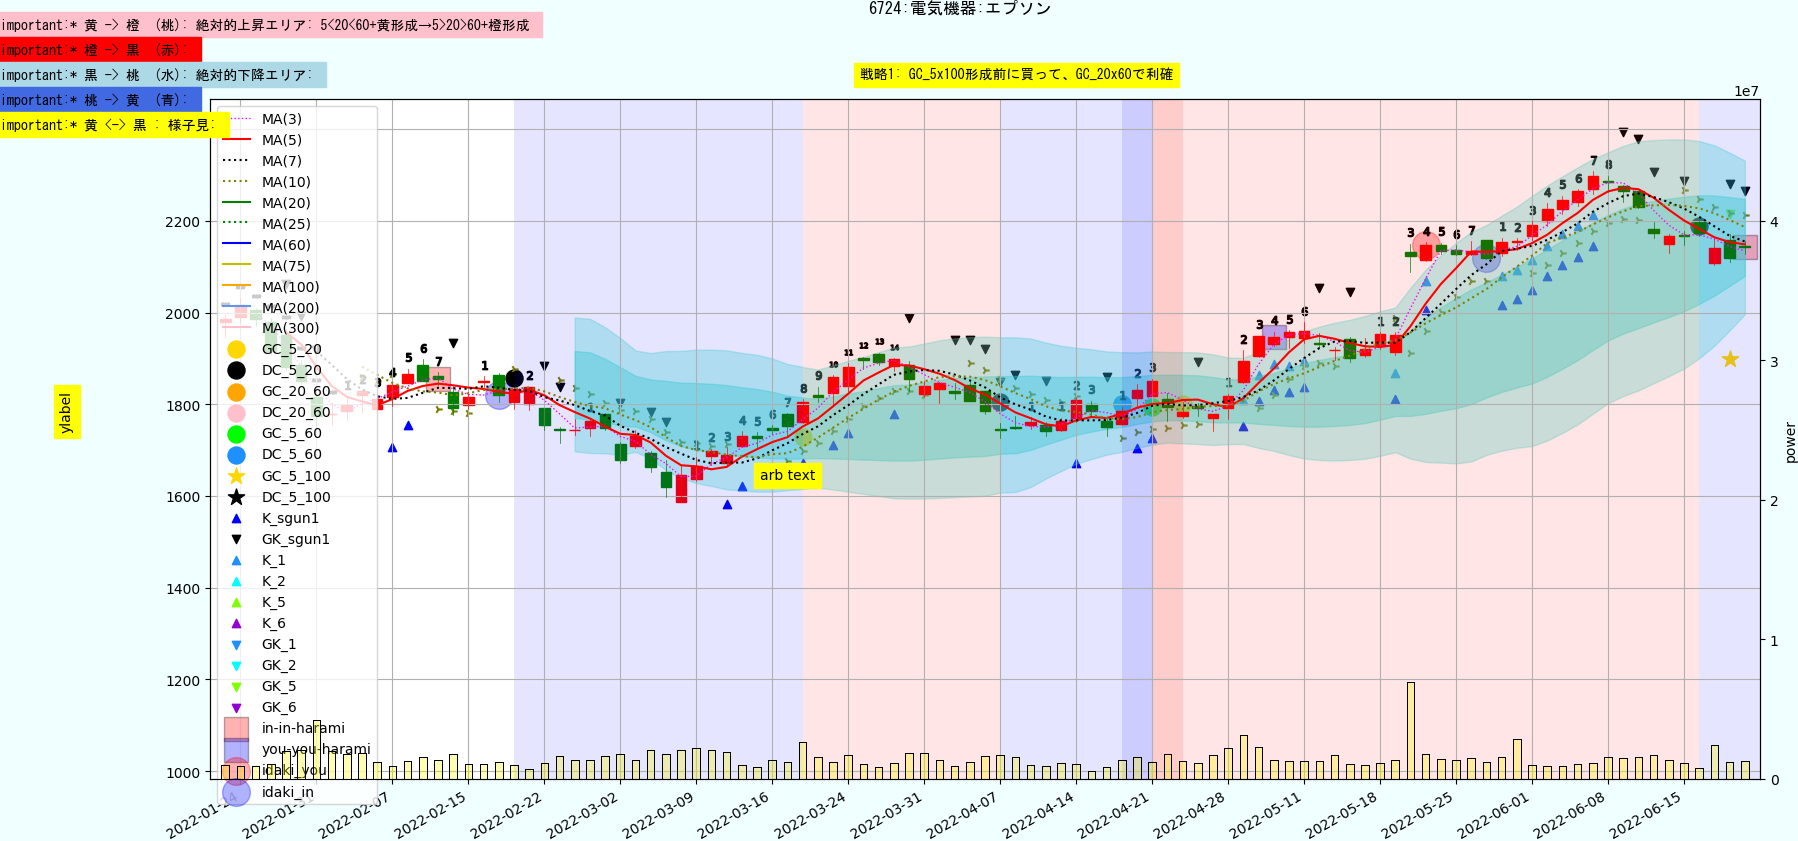 6724:電気機器:エプソン
important:* 黄 -> 橙 (桃): 絶対的上昇エリア: 5<20<60+黄形成→5>20>60+橙形成
important:* 橙 -> 黒 (赤):
important:* 黒 -> 桃 (水): 絶対的下降エリア:
important:* 桃 -> 黄 (青):
important:* 黄 <-> 黒 : 様子見:
戦略1: GC_5x100形成前に買って、GC_20x60で利確
1e7
MA(3)
MA(5)
MA(7)
MA(10)
MA(20)
MA(25)
MA(60)
MA(75)
MA(100)
MA(200)
MA(300)
GC_5_20
DC_5_20
GC_20_60
DC_20_60
GC_5_60
DC_5_60
GC_5_100
DC_5_100
K_sgun1
GK_sgun1
K_1
K_2
K_5
K_6
GK_1
GK_2
GK_5
GK_6
in-in-harami
you-you-harami
idaki_you
idaki_in
ylabel
2200
2000
1800
1600
1400
1200
1000
arb text
power
4
3
2
1
0
2022-01-24
2022-01-31
2022-02-07
2022-02-15
2022-02-22
2022-03-02
2022-03-09
2022-03-16
2022-03-24
2022-03-31
2022-04-07
2022-04-14
2022-04-21
2022-04-28
2022-05-11
2022-05-18
2022-05-25
2022-06-01
2022-06-08
2022-06-15